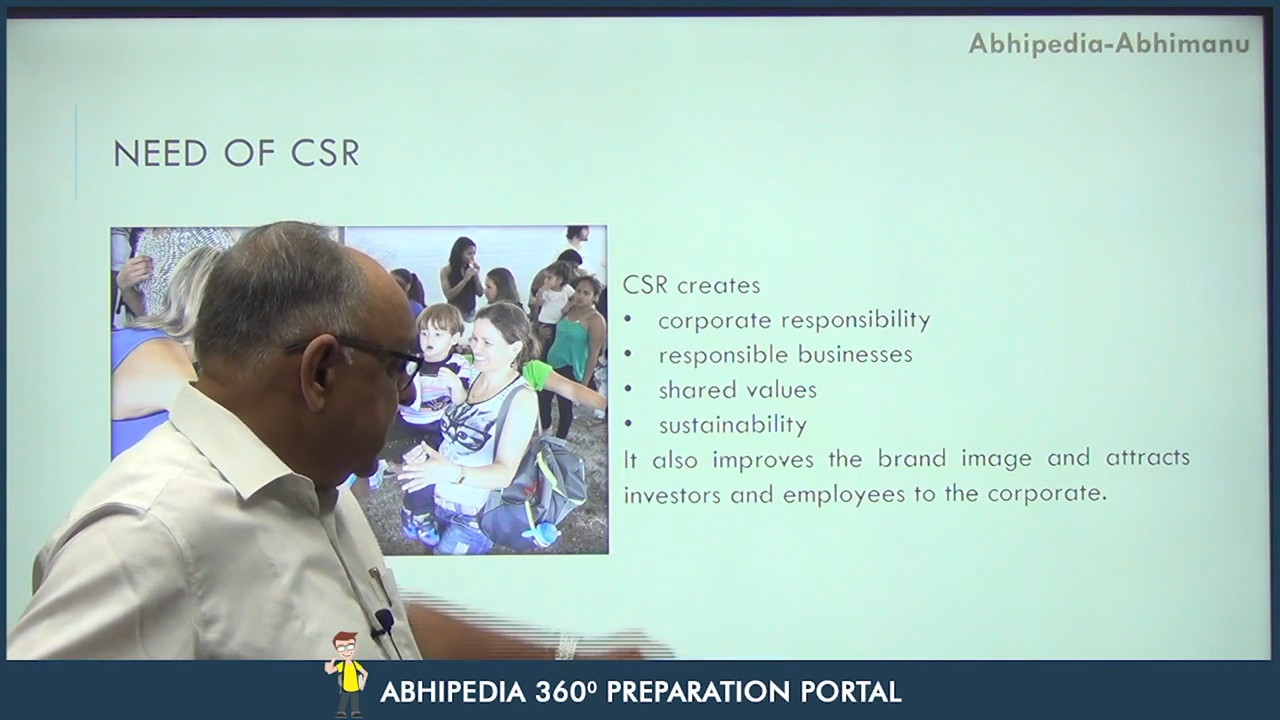 Abhipedia-Abhimanu
NEED OF CSR
CSR creates
• corporate responsibility
• responsible businesses
• shared values
• sustainability
It also improves the brand image and attracts
investors and employees to the corporate.
ABHIPEDIA 360⁰ PREPARATION PORTAL